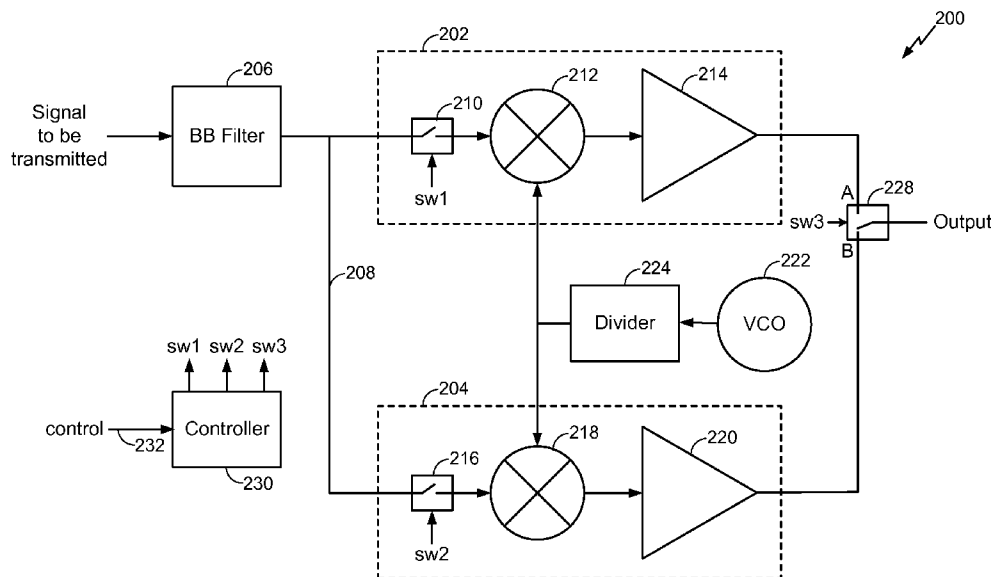 200
202
206
212
214
Signal
to be
transmitted
BB Filter
210
sw1
A
228
sw3
Output
B
208
224
222
Divider
VCO
sw1 sw2 sw3
204
control
232
Controller
230
218
220
216
sw2